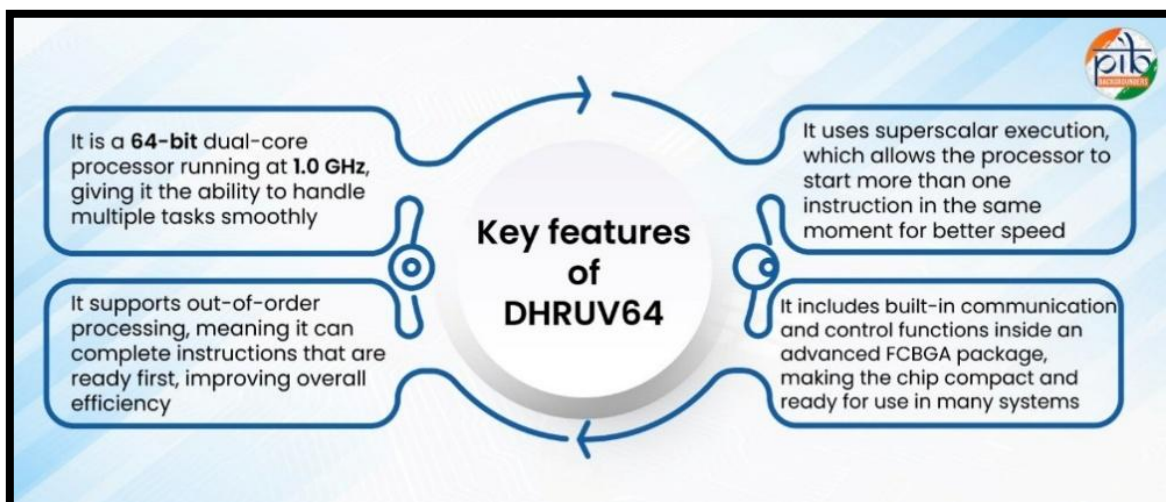 pib
BACKGROUNDERS
It is a 64-bit dual-core
processor running at 1.0 GHz,
giving it the ability to handle
multiple tasks smoothly
It uses superscalar execution,
which allows the processor to
start more than one
instruction in the same
moment for better speed
Key features
of
DHRUV64
It supports out-of-order
processing, meaning it can
complete instructions that are
ready first, improving overall
efficiency
It includes built-in communication
and control functions inside an
advanced FCBGA package,
making the chip compact and
ready for use in many systems